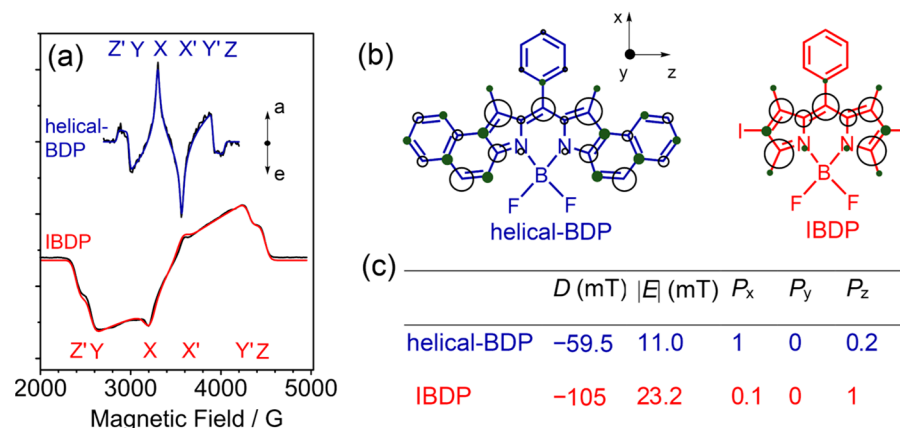 (a)
Z' Y X X' Y' Z
helical-
BDP
a
e
IBDP
Z' Y X X' Y' Z
2000 3000 4000 5000
Magnetic Field / G
(b)
x
y z
N N
B
F F
helical-BDP
I I
N N
B
F F
IBDP
(c)
D (mT) |E| (mT) Px Py Pz
helical-BDP −59.5 11.0 1 0 0.2
IBDP −105 23.2 0.1 0 1